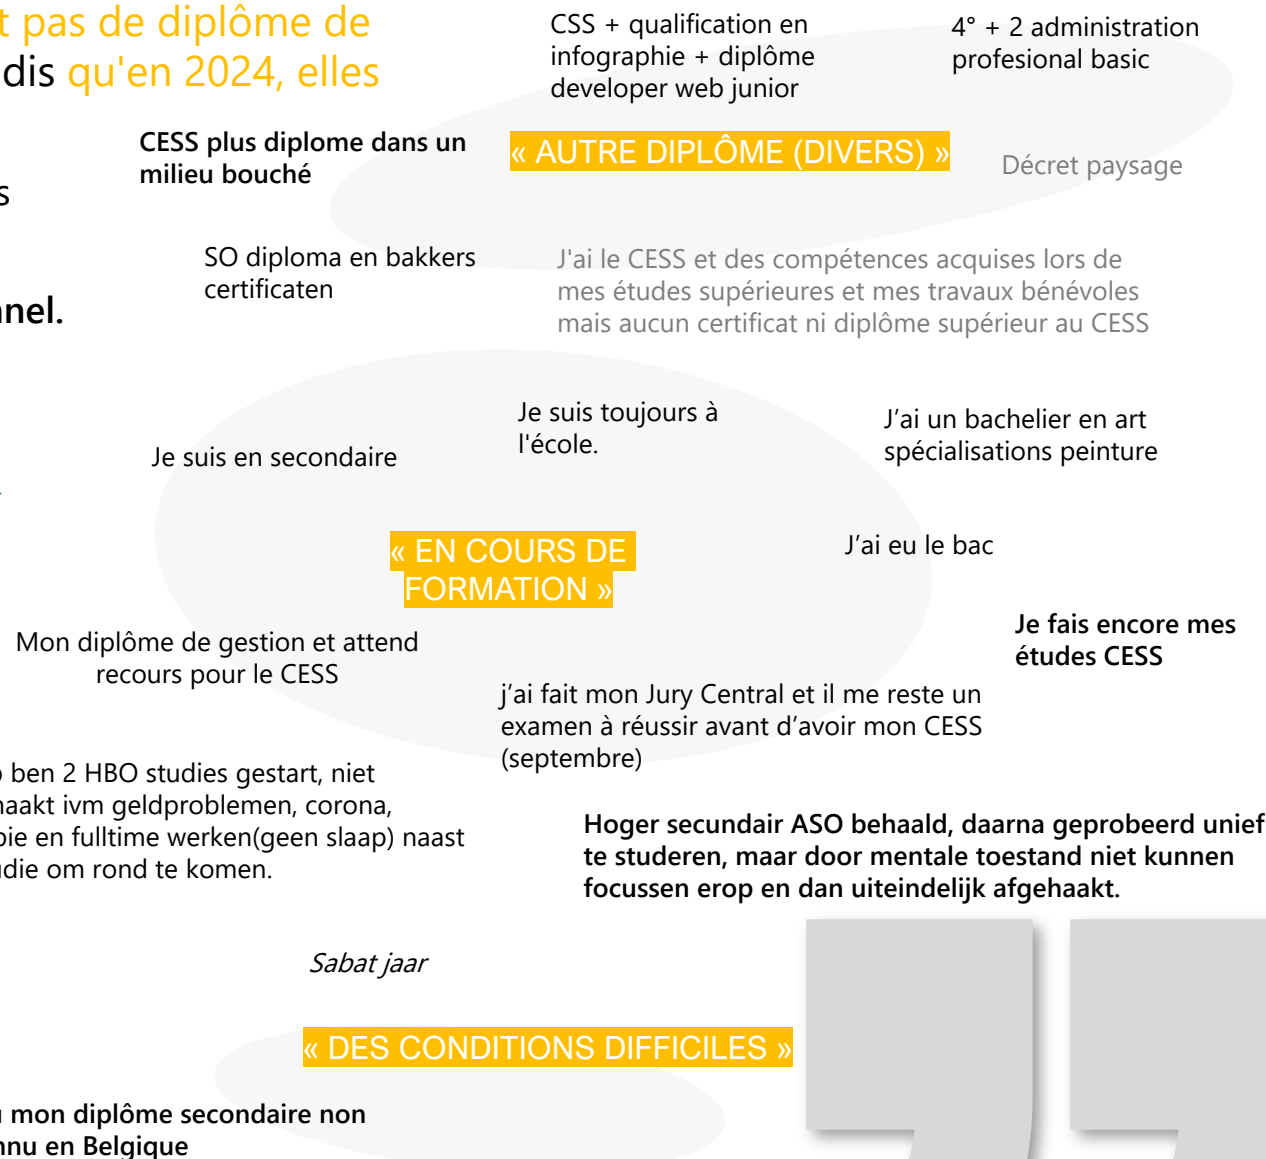 t pas de diplôme de
dis qu'en 2024, elles
s
nel.
CSS + qualification en
infographie + diplôme
developer web junior
4° + 2 administration
profesional basic
CESS plus diplome dans un
milieu bouché
« AUTRE DIPLÔME (DIVERS) »
Décret paysage
SO diploma en bakkers
certificaten
J'ai le CESS et des compétences acquises lors de
mes études supérieures et mes travaux bénévoles
mais aucun certificat ni diplôme supérieur au CESS
Je suis toujours à
l'école.
J’ai un bachelier en art
spécialisations peinture
Je suis en secondaire
« EN COURS DE
FORMATION »
J’ai eu le bac
Je fais encore mes
études CESS
Mon diplôme de gestion et attend
recours pour le CESS
j’ai fait mon Jury Central et il me reste un
examen à réussir avant d’avoir mon CESS
(septembre)
ben 2 HBO studies gestart, niet
aakt ivm geldproblemen, corona,
ie en fulltime werken(geen slaap) naast
die om rond te komen.
Hoger secundair ASO behaald, daarna geprobeerd unief
te studeren, maar door mentale toestand niet kunnen
focussen erop en dan uiteindelijk afgehaakt.
Sabat jaar
« DES CONDITIONS DIFFICILES »
mon diplôme secondaire non
nnu en Belgique